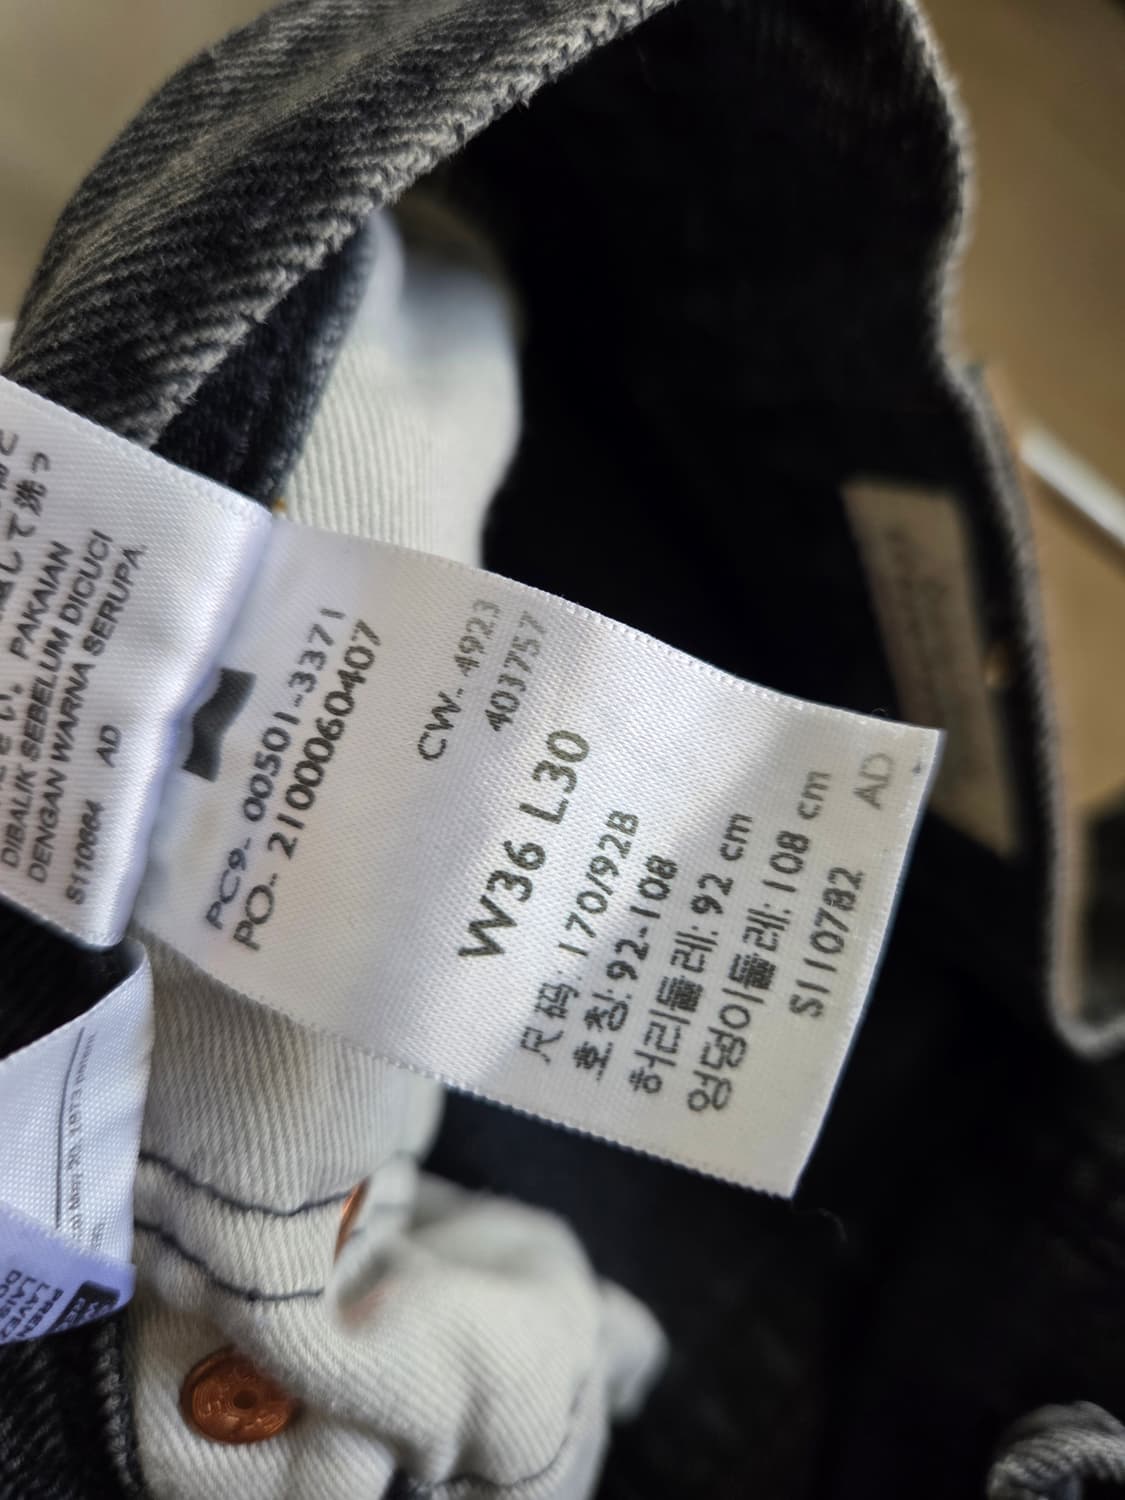 PAKAIAN
DIBALIK SEBELUM DICUCI
DENGAN WARNA SERUPA.
S110664 AD
PC9- 00501-3371
PO- 2100060407
CW- 4923
403757
W36 L30
尺码: 170/92B
호칭: 92-108
허리둘레: 92 cm
엉덩이둘레: 108 cm
S110782 AD